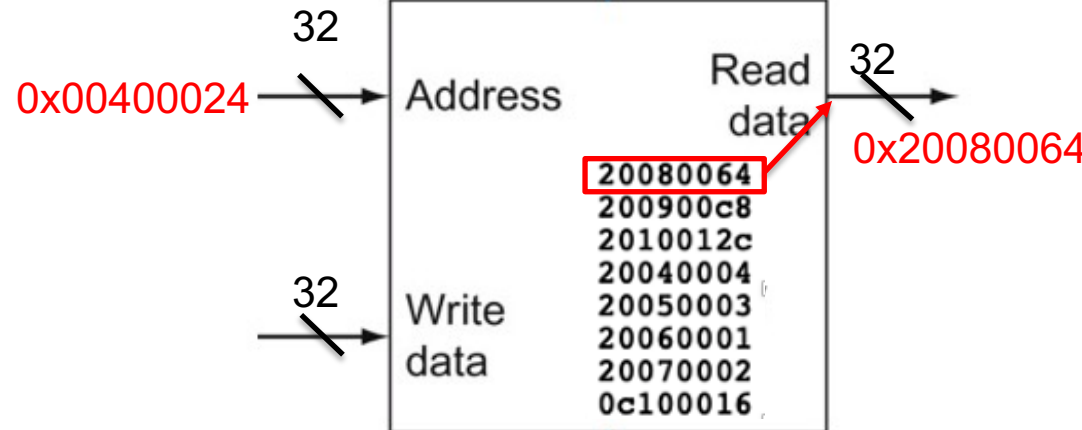 32
0x00400024
Address
Read
data
32
0x20080064
20080064
200900c8
2010012c
20040004
20050003
20060001
20070002
0c100016
32
Write
data